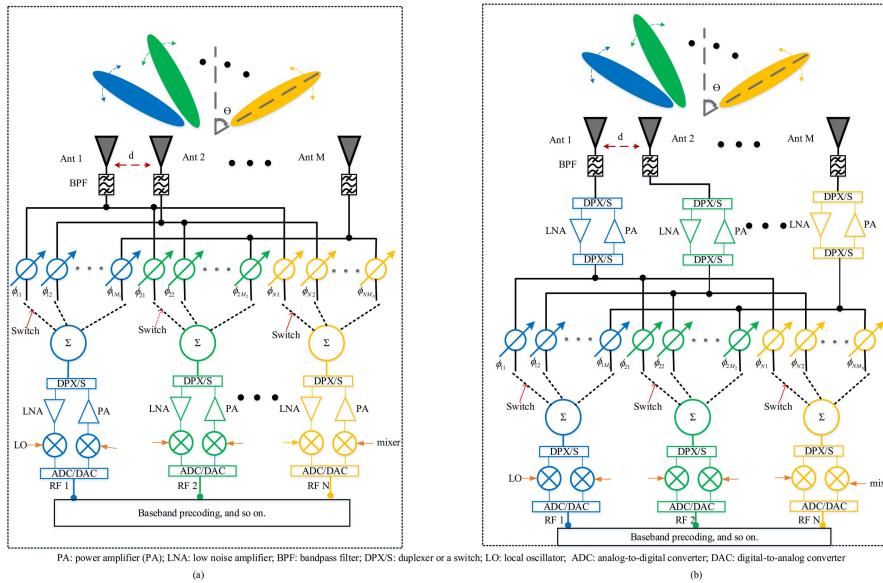 (a)
(b)
Θ
Θ
Ant 1
d
Ant 2
Ant M
BPF
Ant 1
d
Ant 2
Ant M
BPF
DPX/S
DPX/S
DPX/S
LNA
PA
LNA
PA
LNA
PA
DPX/S
DPX/S
DPX/S
ϕ11
ϕ12
ϕ1M1
ϕ21
ϕ22
ϕ2M2
ϕN1
ϕN2
ϕNMN
Switch
Switch
Switch
Σ
Σ
Σ
DPX/S
DPX/S
DPX/S
LNA
PA
LNA
PA
LNA
PA
LO
mixer
ADC/DAC
ADC/DAC
ADC/DAC
RF 1
RF 2
RF N
Baseband precoding, and so on.
ϕ11
ϕ12
ϕ1M1
ϕ21
ϕ22
ϕ2M2
ϕN1
ϕN2
ϕNMN
Switch
Switch
Switch
Σ
Σ
Σ
DPX/S
DPX/S
DPX/S
LO
mix
ADC/DAC
ADC/DAC
ADC/DAC
RF 1
RF 2
RF N
Baseband precoding, and so on.
PA: power amplifier (PA); LNA: low noise amplifier; BPF: bandpass filter; DPX/S: duplexer or a switch; LO: local oscillator; ADC: analog-to-digital converter; DAC: digital-to-analog converter
(a)
(b)